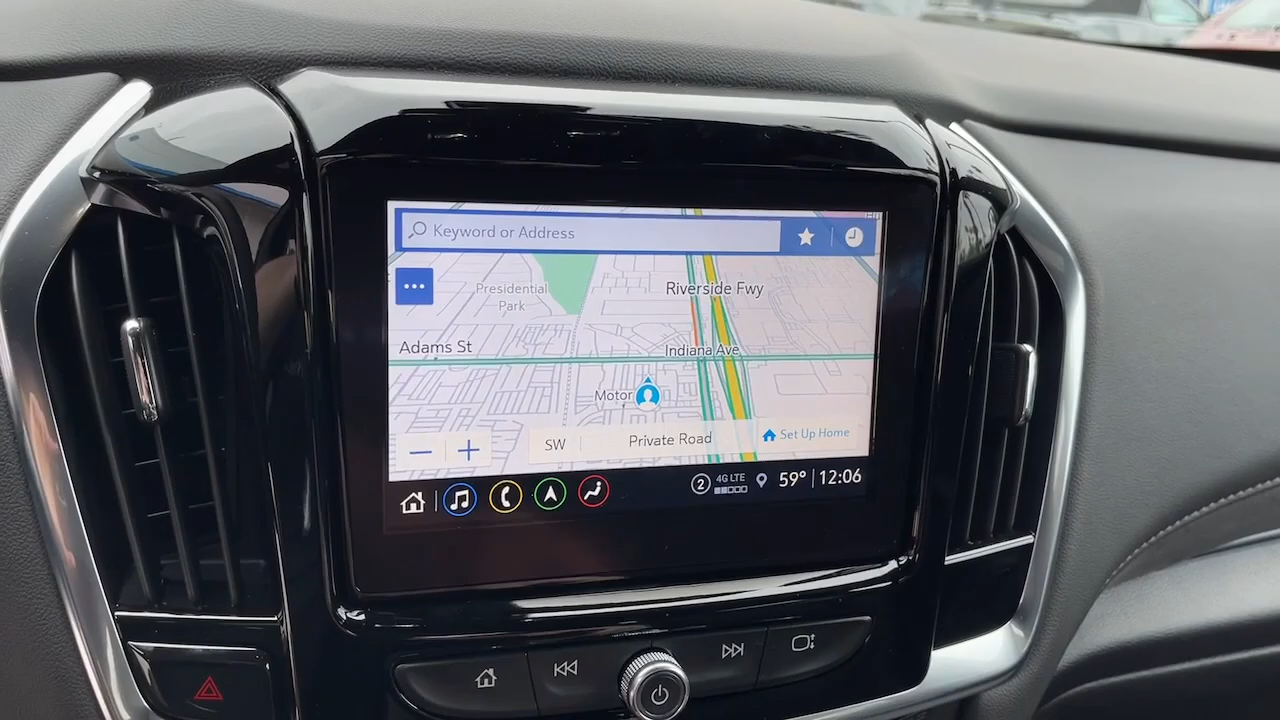 Keyword or Address
Presidential
Park
Riverside Fwy
Adams St
Indiana Ave
Motor
SW
Private Road
Set Up Home
2
4G LTE
59°
12:06